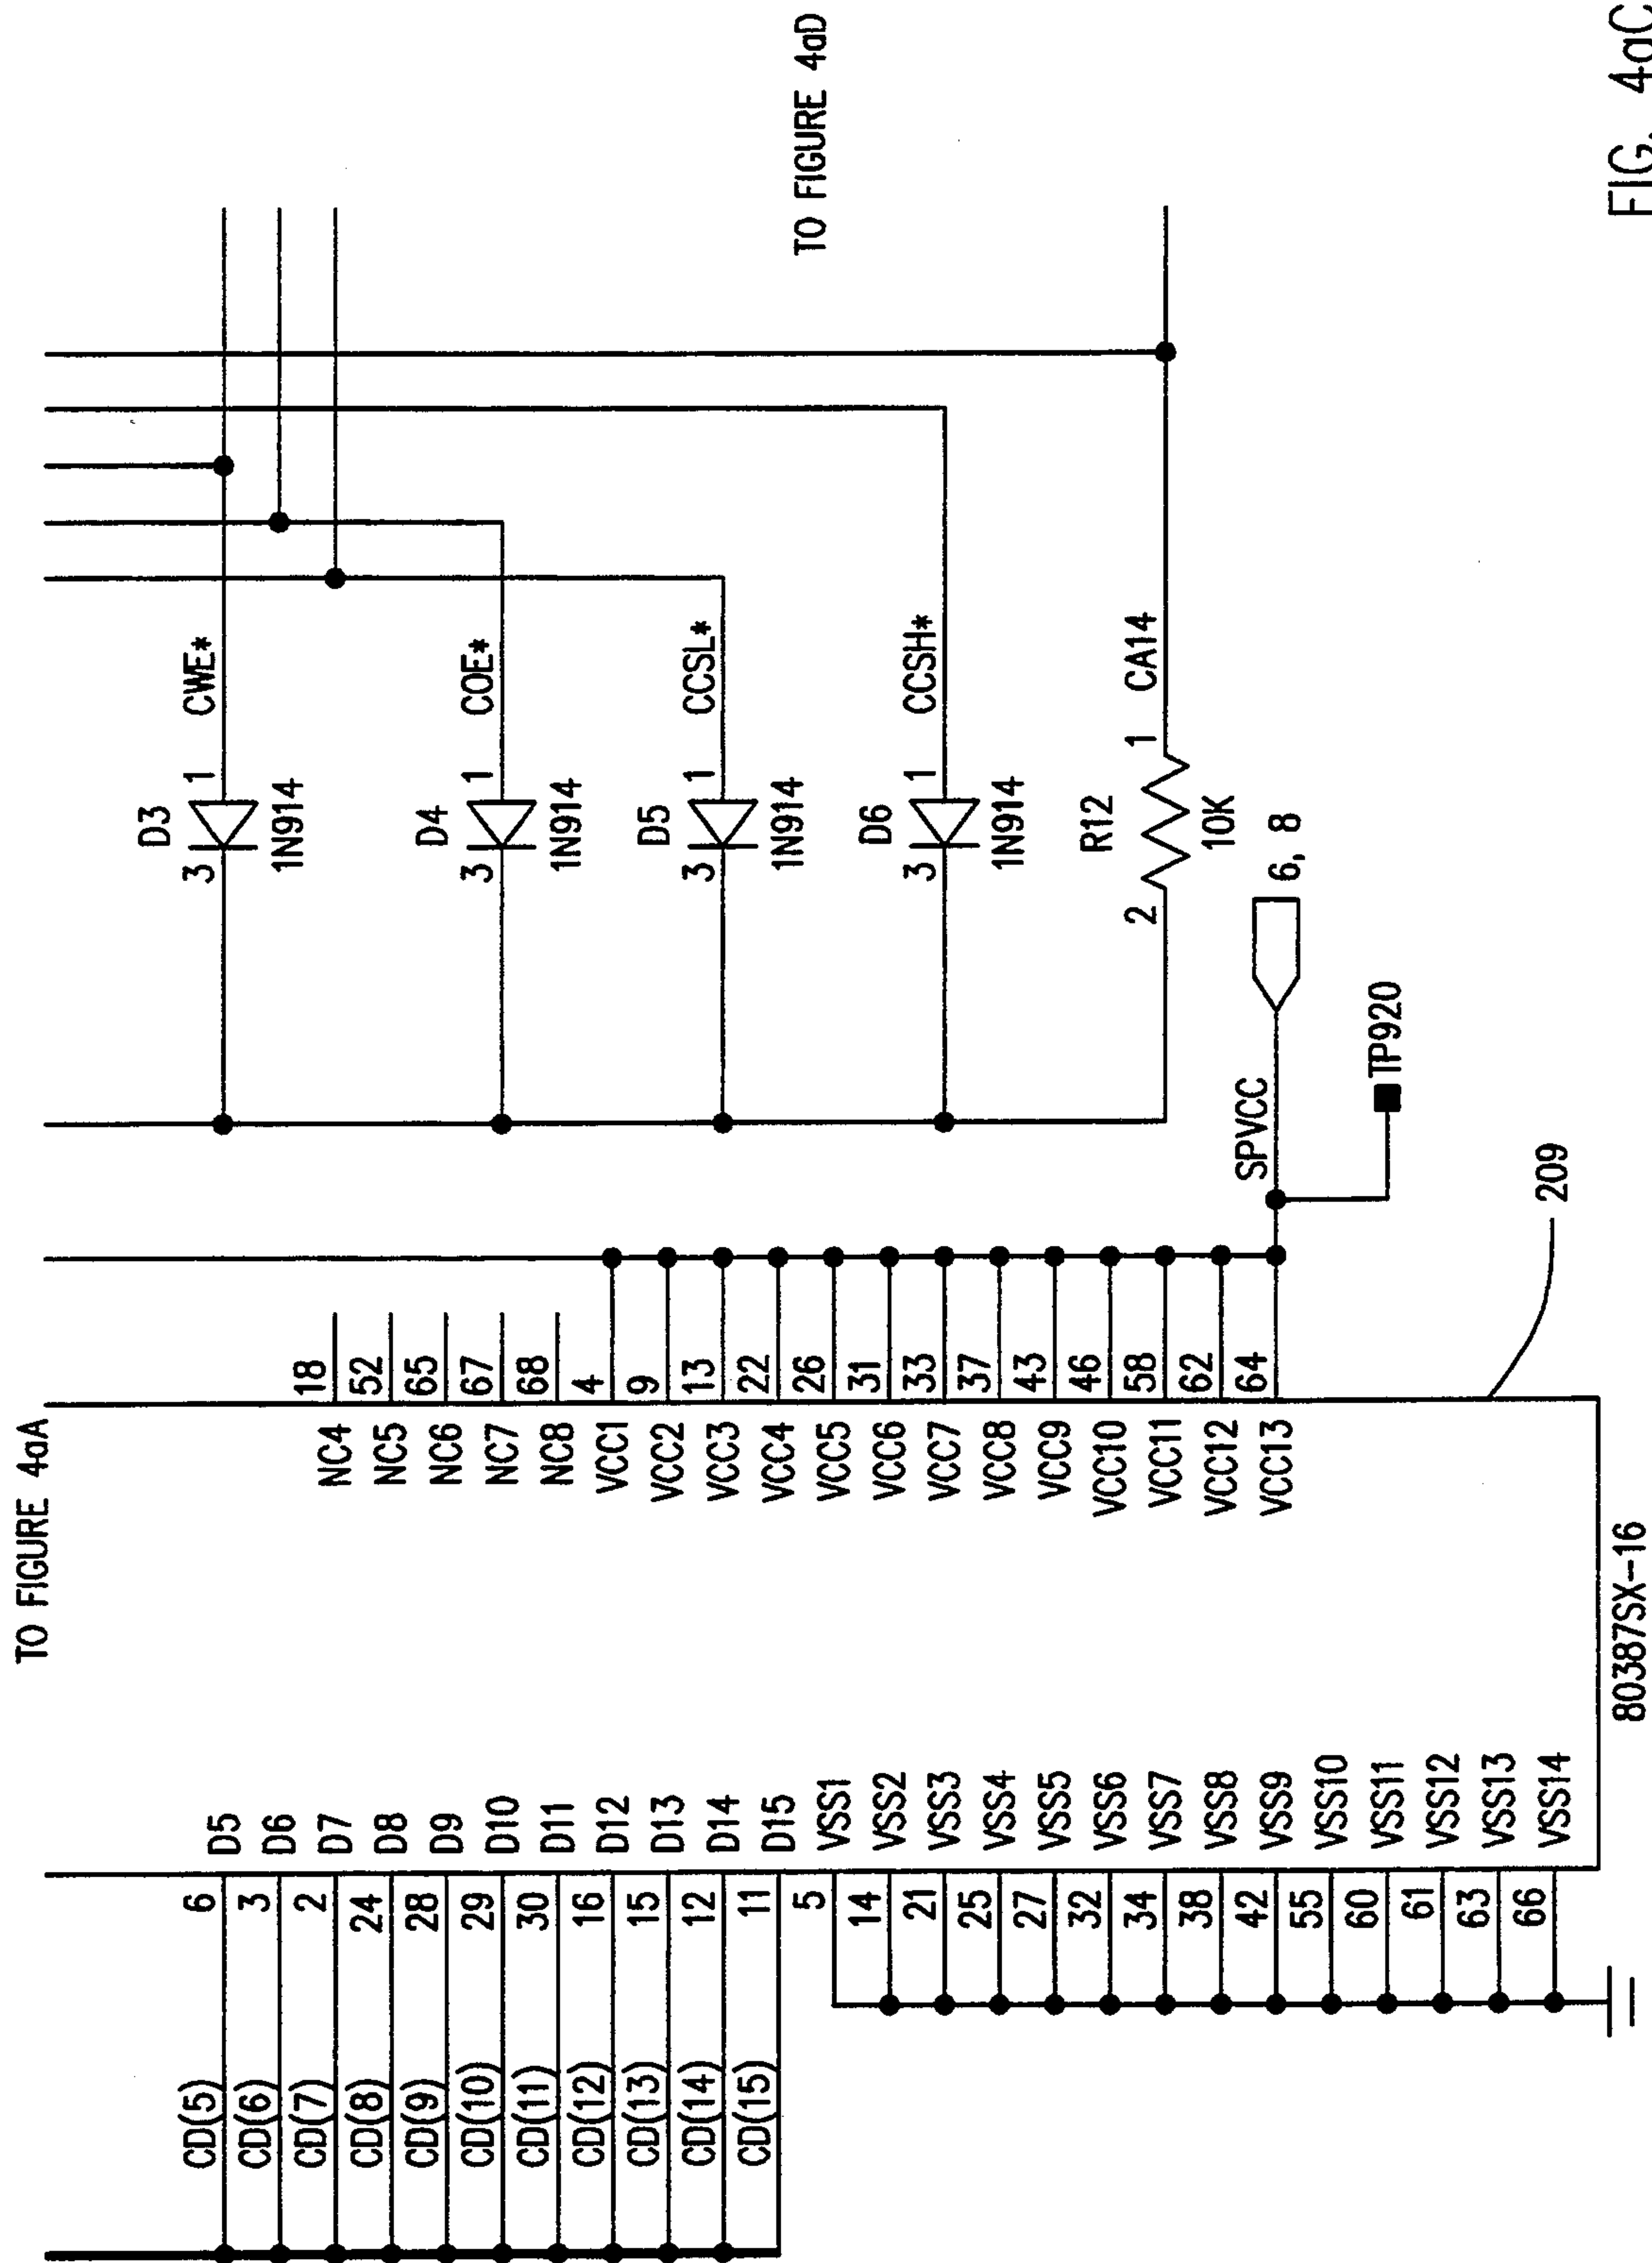 TO FIGURE 4aA
CD(5) 6 D5
CD(6) 3 D6
CD(7) 2 D7
CD(8) 24 D8
CD(9) 28 D9
CD(10) 29 D10
CD(11) 30 D11
CD(12) 16 D12
CD(13) 15 D13
CD(14) 12 D14
CD(15) 11 D15
5 VSS1
14 VSS2
21 VSS3
25 VSS4
27 VSS5
32 VSS6
34 VSS7
38 VSS8
42 VSS9
55 VSS10
60 VSS11
61 VSS12
63 VSS13
66 VSS14
NC4 18
NC5 52
NC6 65
NC7 67
NC8 68
VCC1 4
VCC2 9
VCC3 13
VCC4 22
VCC5 26
VCC6 31
VCC7 33
VCC8 37
VCC9 43
VCC10 46
VCC11 58
VCC12 62
VCC13 64
80387SX-16
209
SPVCC
6, 8
TP920
D3
3 1 CWE*
1N914
D4
3 1 COE*
1N914
D5
3 1 CCSL*
1N914
D6
3 1 CCSH*
1N914
R12
2 1 CA14
10K
TO FIGURE 4aD
FIG. 4aC